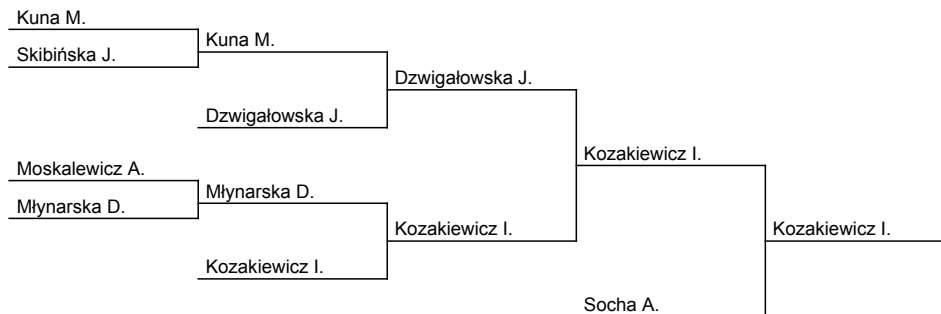 Kuna M.
Skibińska J.
Kuna M.
Dzwigałowska J.
Dzwigałowska J.
Kozakiewicz I.
Moskalewicz A.
Młynarska D.
Młynarska D.
Kozakiewicz I.
Kozakiewicz I.
Kozakiewicz I.
Socha A.